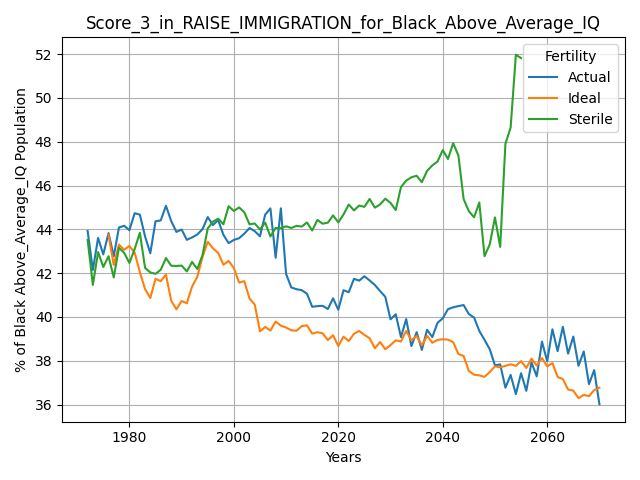 Score_3_in_RAISE_IMMIGRATION_for_Black_Above_Average_IQ
% of Black Above_Average_IQ Population
52
50
48
46
44
42
40
38
36
Fertility
Actual
Ideal
Sterile
1980
2000
2020
2040
2060
Years